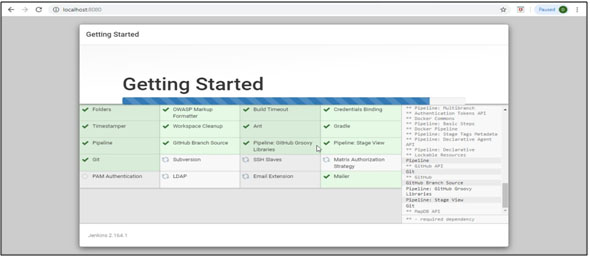 localhost:8080
Paused
Getting Started
Getting Started
Folders
OWASP Markup
Formatter
Build Timeout
Credentials Binding
Timestamper
Workspace Cleanup
Ant
Gradle
Pipeline
GitHub Branch Source
Pipeline: GitHub Groovy
Libraries
Pipeline: Stage View
Git
Subversion
SSH Slaves
Matrix Authorization
Strategy
PAM Authentication
LDAP
Email Extension
Mailer
** Pipeline: Multibranch
** Authentication Tokens API
** Docker Commons
** Pipeline: Basic Steps
** Docker Pipeline
** Pipeline: Stage Tags Metadata
** Pipeline: Declarative Agent
API
** Pipeline: Declarative
** Lockable Resources
Pipeline
** GitHub API
Git
** GitHub
GitHub Branch Source
Pipeline: GitHub Groovy
Libraries
Pipeline: Stage View
Git
** MapDB API
** - required dependency
Jenkins 2.164.1